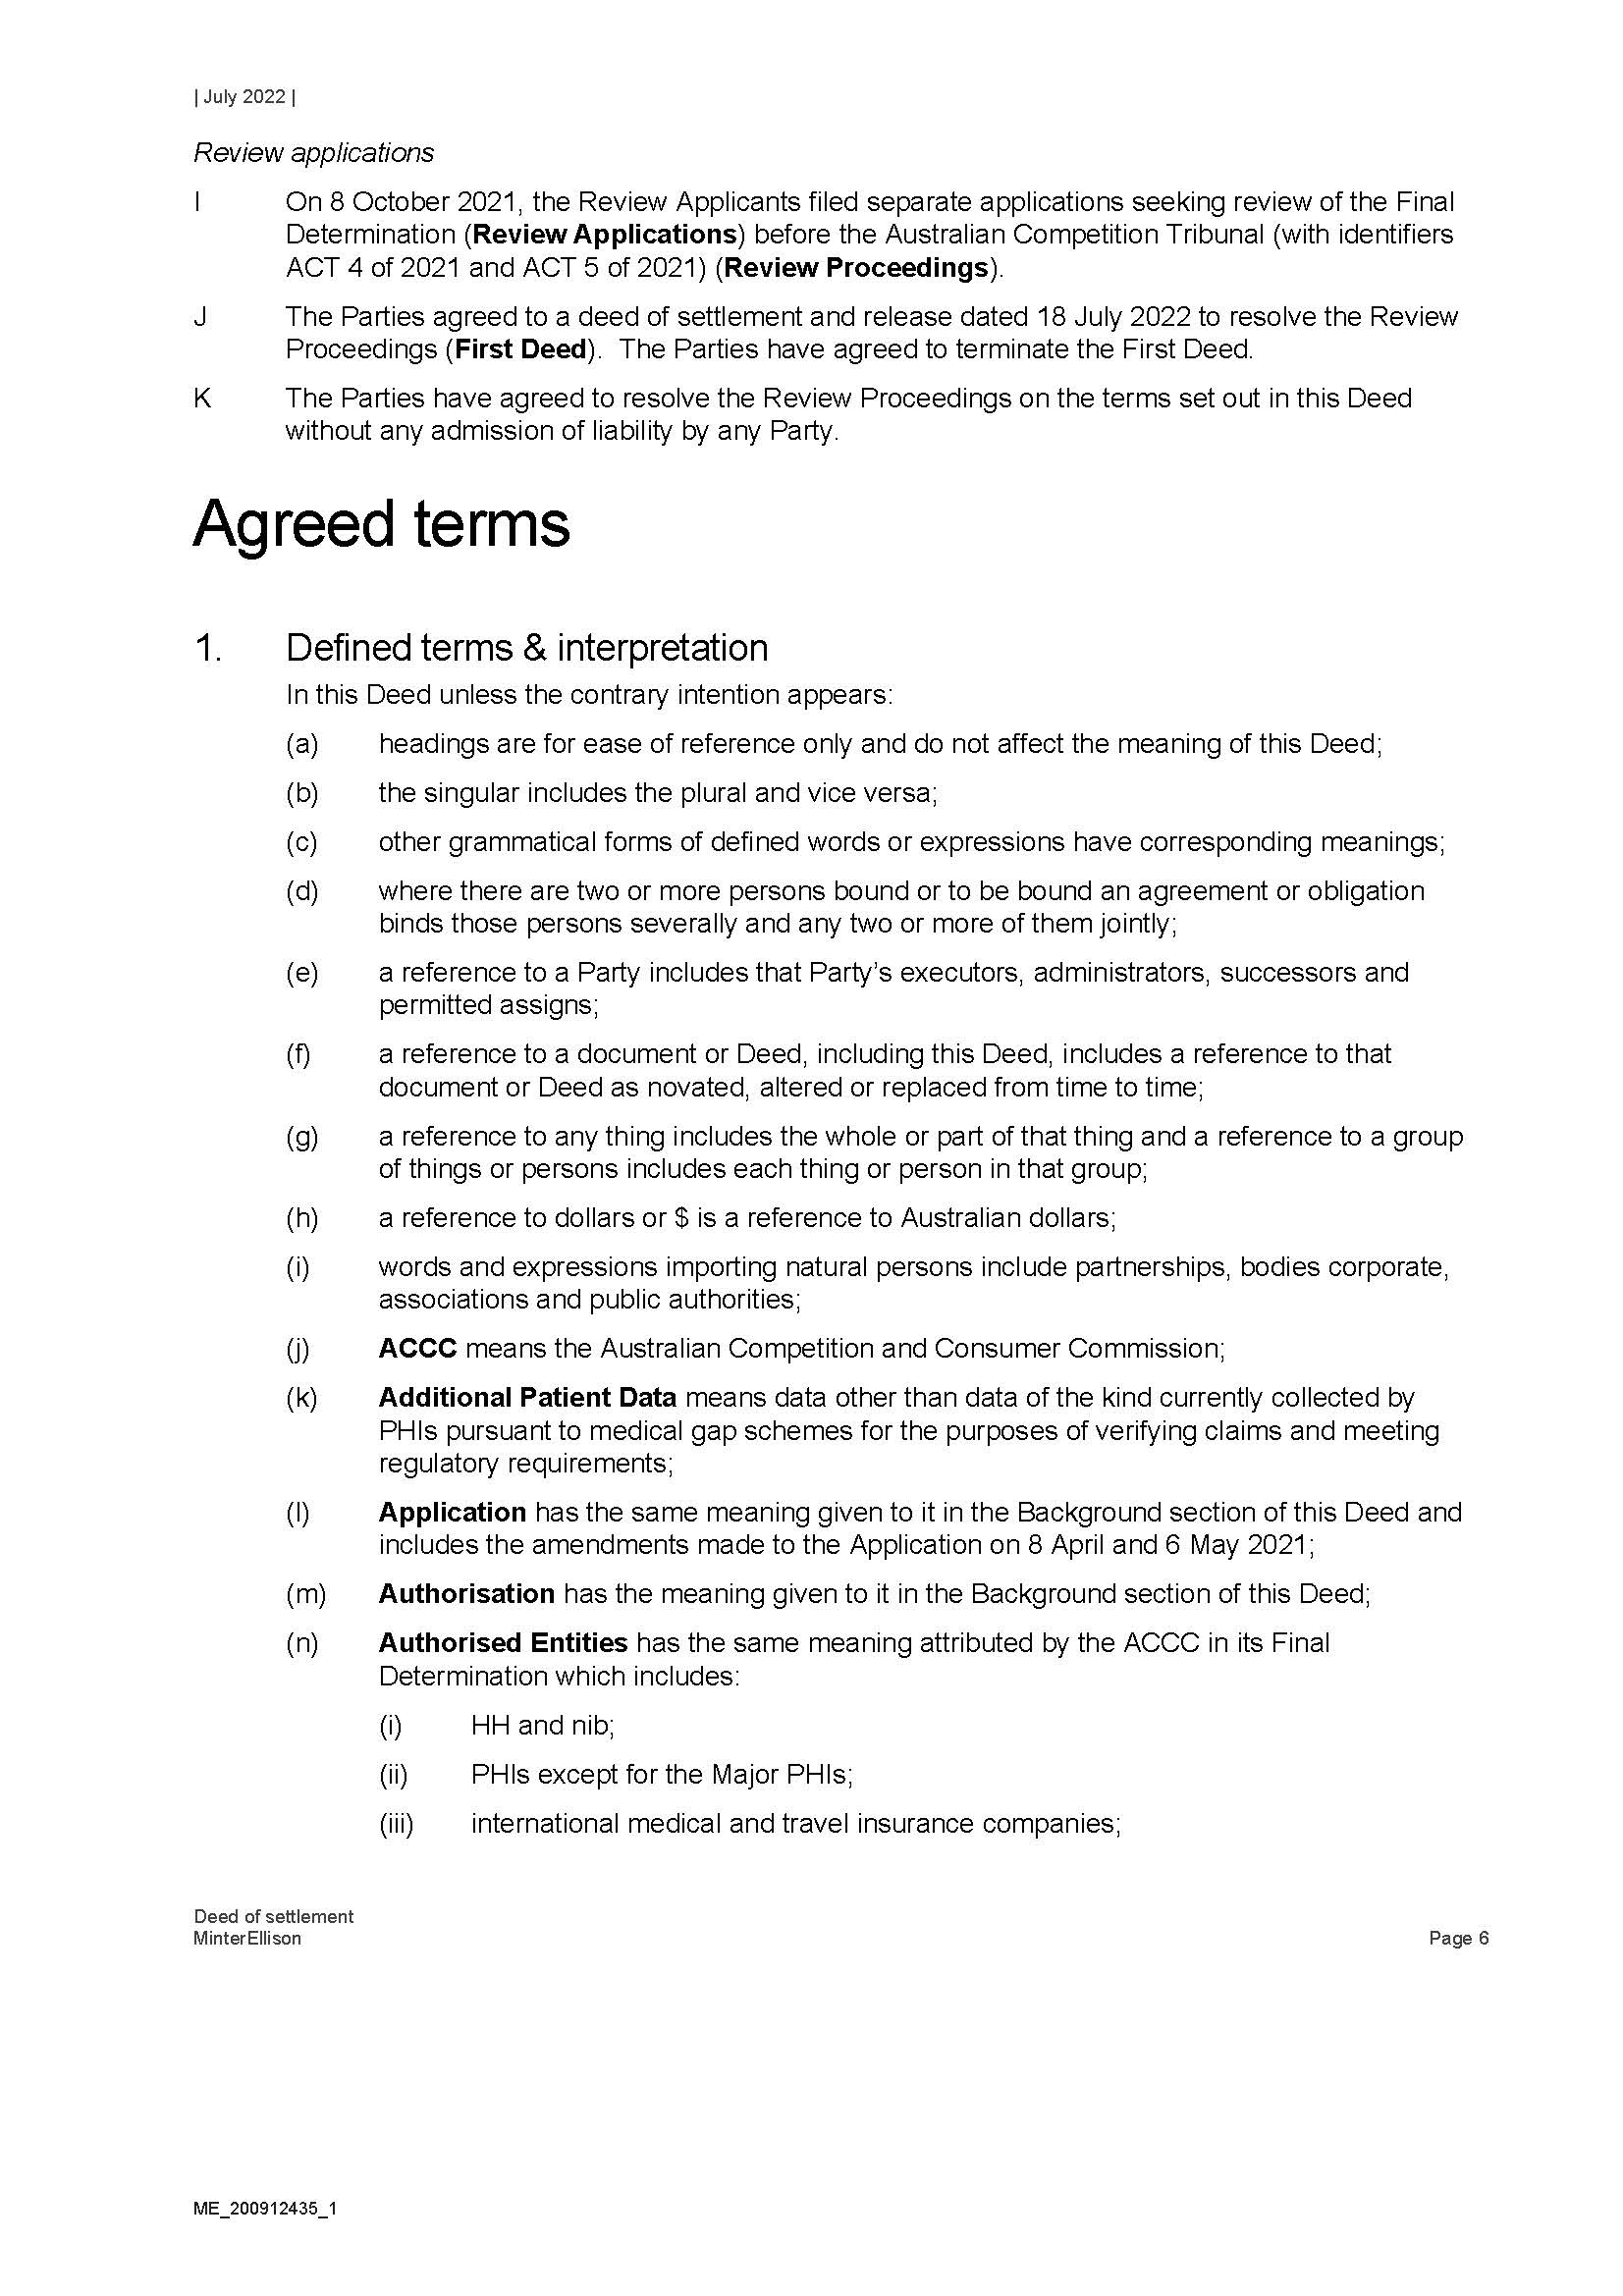 | July 2022 |
Review applications
I On 8 October 2021, the Review Applicants filed separate applications seeking review of the Final
Determination (Review Applications) before the Australian Competition Tribunal (with identifiers
ACT 4 of 2021 and ACT 5 of 2021) (Review Proceedings).
J The Parties agreed to a deed of settlement and release dated 18 July 2022 to resolve the Review
Proceedings (First Deed).  The Parties have agreed to terminate the First Deed.
K The Parties have agreed to resolve the Review Proceedings on the terms set out in this Deed
without any admission of liability by any Party.
Agreed terms
1. Defined terms & interpretation
In this Deed unless the contrary intention appears:
(a) headings are for ease of reference only and do not affect the meaning of this Deed;
(b) the singular includes the plural and vice versa;
(c) other grammatical forms of defined words or expressions have corresponding meanings;
(d) where there are two or more persons bound or to be bound an agreement or obligation
binds those persons severally and any two or more of them jointly;
(e) a reference to a Party includes that Party's executors, administrators, successors and
permitted assigns;
(f) a reference to a document or Deed, including this Deed, includes a reference to that
document or Deed as novated, altered or replaced from time to time;
(g) a reference to any thing includes the whole or part of that thing and a reference to a group
of things or persons includes each thing or person in that group;
(h) a reference to dollars or $ is a reference to Australian dollars;
(i) words and expressions importing natural persons include partnerships, bodies corporate,
associations and public authorities;
(j) ACCC means the Australian Competition and Consumer Commission;
(k) Additional Patient Data means data other than data of the kind currently collected by
PHIs pursuant to medical gap schemes for the purposes of verifying claims and meeting
regulatory requirements;
(l) Application has the same meaning given to it in the Background section of this Deed and
includes the amendments made to the Application on 8 April and 6 May 2021;
(m) Authorisation has the meaning given to it in the Background section of this Deed;
(n) Authorised Entities has the same meaning attributed by the ACCC in its Final
Determination which includes:
(i) HH and nib;
(ii) PHIs except for the Major PHIs;
(iii) international medical and travel insurance companies;
Deed of settlement
MinterEllison Page 6
ME_200912435_1